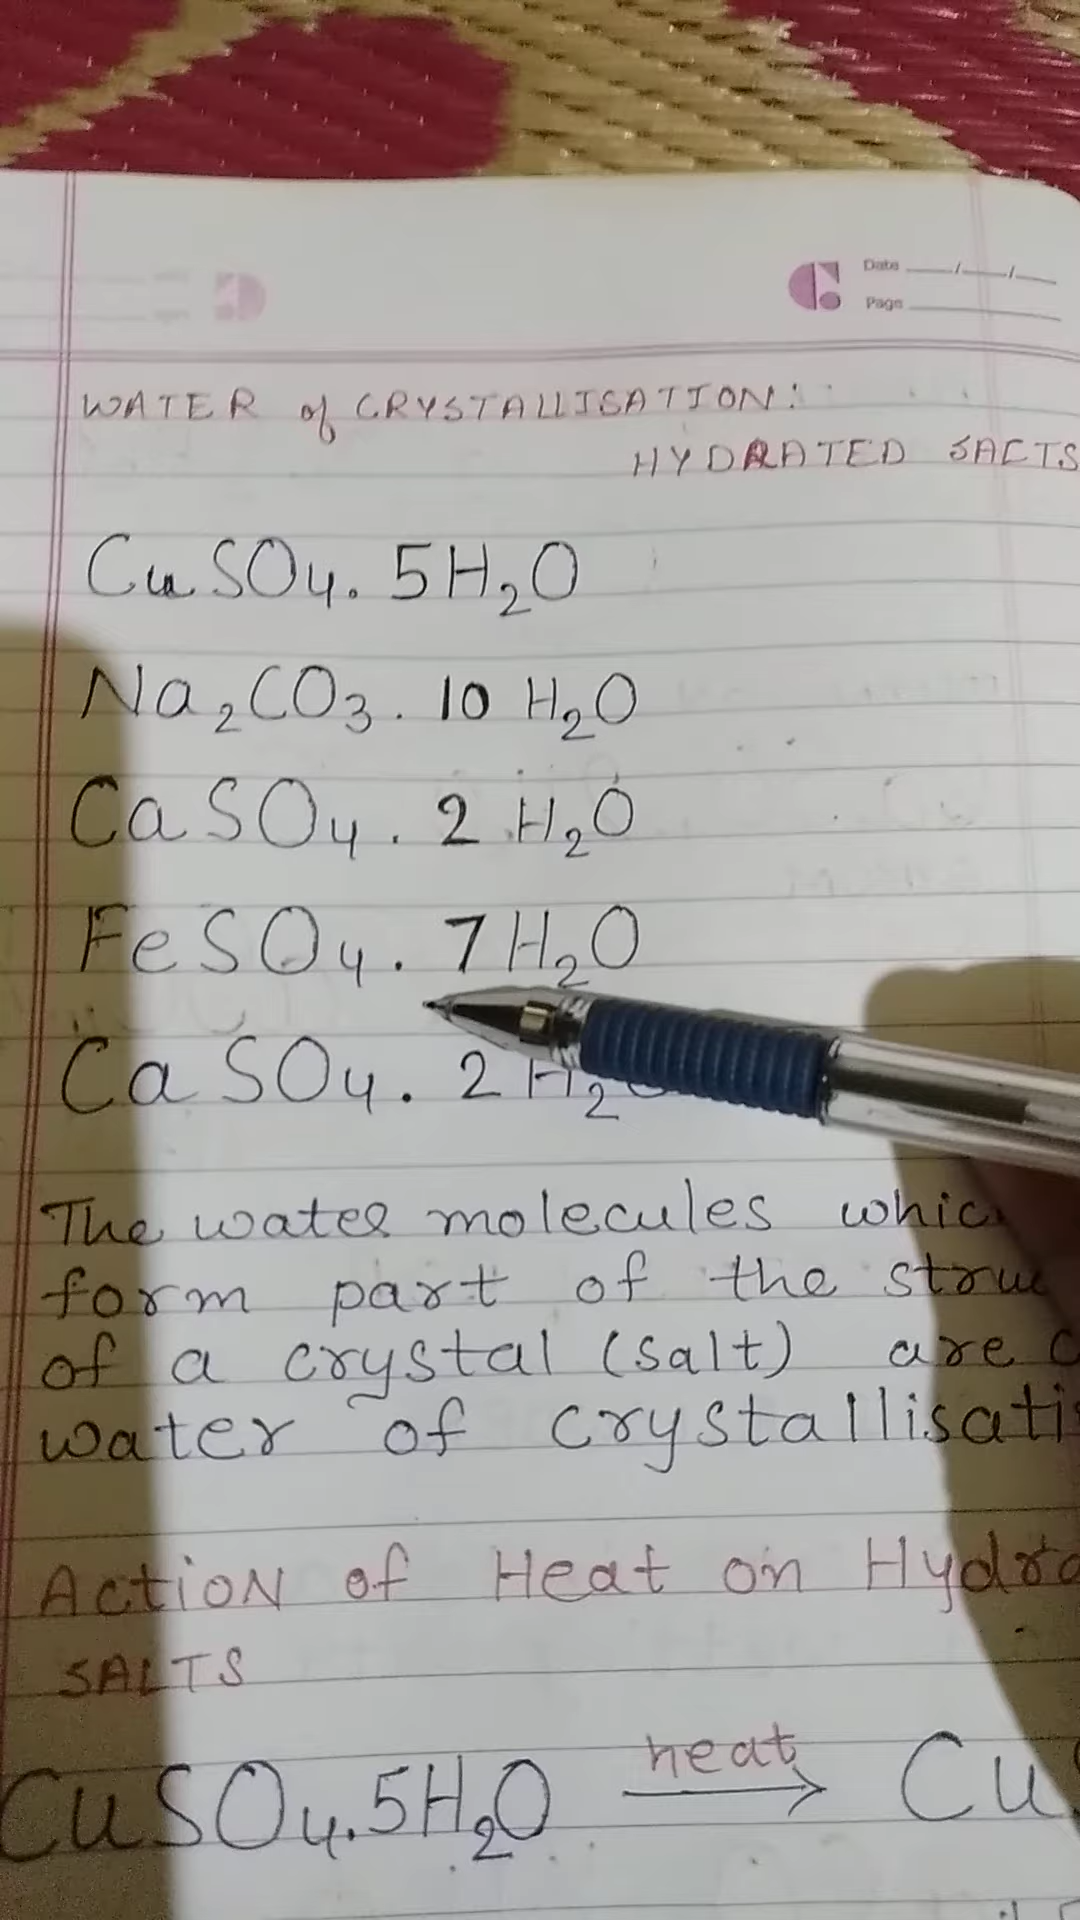 Date / /
Page
WATER of CRYSTALLISATION:
HYDRATED SALTS
CuSO4. 5H2O
Na2CO3. 10 H2O
CaSO4. 2 H2O
FeSO4. 7H2O
CaSO4. 2H2
The water molecules
form part of the
of a crystal (salt) are
water of
Action of Heat on
SALTS
CuSO4.5H2O heat → Cu